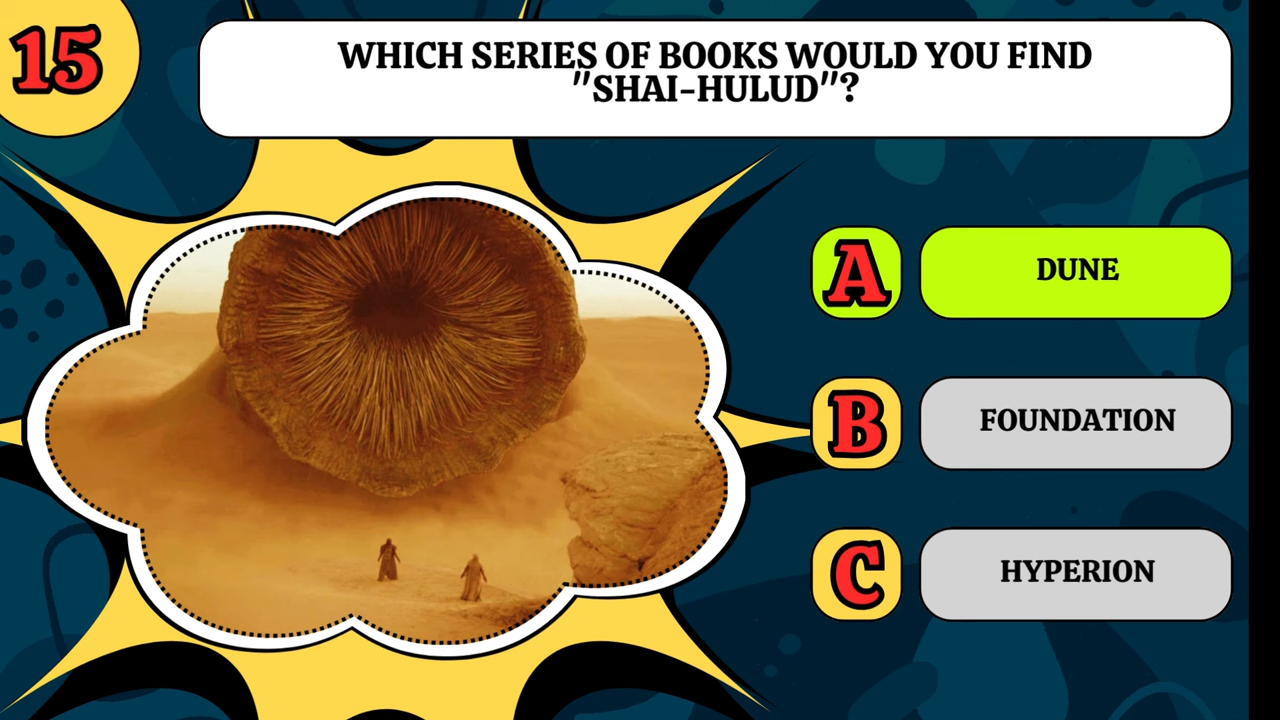 15
WHICH SERIES OF BOOKS WOULD YOU FIND
"SHAI-HULUD"?
A
DUNE
B
FOUNDATION
C
HYPERION